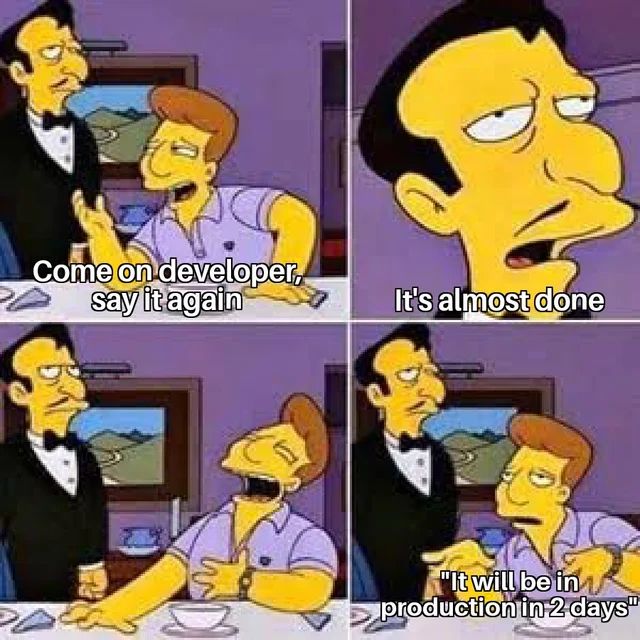 Come on developer,
say it again
It's almost done
"It will be in
production in 2 days"